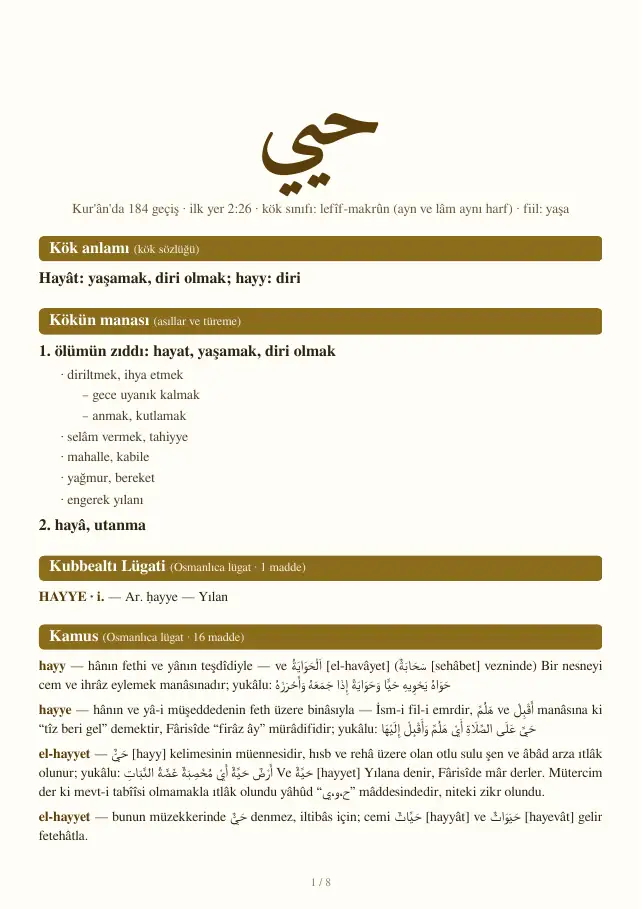 حيي
Kur'ân'da 184 geçiş · ilk yer 2:26 · kök sınıfı: lefîf-makrûn (ayn ve lâm aynı harf) · fiil: yaşa
Kök anlamı (kök sözlüğü)
Hayât: yaşamak, diri olmak; hayy: diri
Kökün manası (asıllar ve türeme)
1. ölümün zıddı: hayat, yaşamak, diri olmak
· diriltmek, ihya etmek
– gece uyanık kalmak
– anmak, kutlamak
· selâm vermek, tahiyye
· mahalle, kabile
· yağmur, bereket
· engerek yılanı
2. hayâ, utanma
Kubbealtı Lügati (Osmanlıca lügat · 1 madde)
HAYYE · i. — Ar. ḥayye — Yılan
Kamus (Osmanlıca lügat · 16 madde)
hayy — hânın fethi ve yânın teşdîdiyle — ve اَلْحَوَايَةُ [el-havâyet] (سَحَابَةٌ [sehâbet] vezninde) Bir nesneyi
cem ve ihrâz eylemek manâsınadır; yukâlu: حَوَاهُ يَحْوِيهِ حَيًّا وَحَوَايَةً إِذَا جَمَعَهُ وَأَحْرَزَهُ
hayye — hânın ve yâ-i müşeddedenin feth üzere binâsıyla — İsm-i fil-i emrdir, هَلُمَّ ve أَقْبِلْ manâsına ki
“tîz beri gel” demektir, Fârisîde “firâz ây” mürâdifidir; yukâlu: حَيَّ عَلَى الصَّلَاةِ أَيْ هَلُمَّ وَأَقْبِلْ إِلَيْهَا
el-hayyet — حَيٌّ [hayy] kelimesinin müennesidir, hısb ve rehâ üzere olan otlu sulu şen ve âbâd arza ıtlâk
olunur; yukâlu: أَرْضٌ حَيَّةٌ أَيْ مُخْصِبَةٌ غَضَّةُ النَّبَاتِ Ve حَيَّةٌ [hayyet] Yılana denir, Fârisîde mâr derler. Mütercim
der ki mevt-i tabîîsi olmamakla ıtlâk olundu yâhûd “ح،و،ي” mâddesindedir, niteki zikr olundu.
el-hayyet — bunun müzekkerinde حَيٌّ denmez, iltibâs için; cemi حَيَّاتٌ [hayyât] ve حَيَوَاتٌ [hayevât] gelir
fetehâtla.
1 / 8